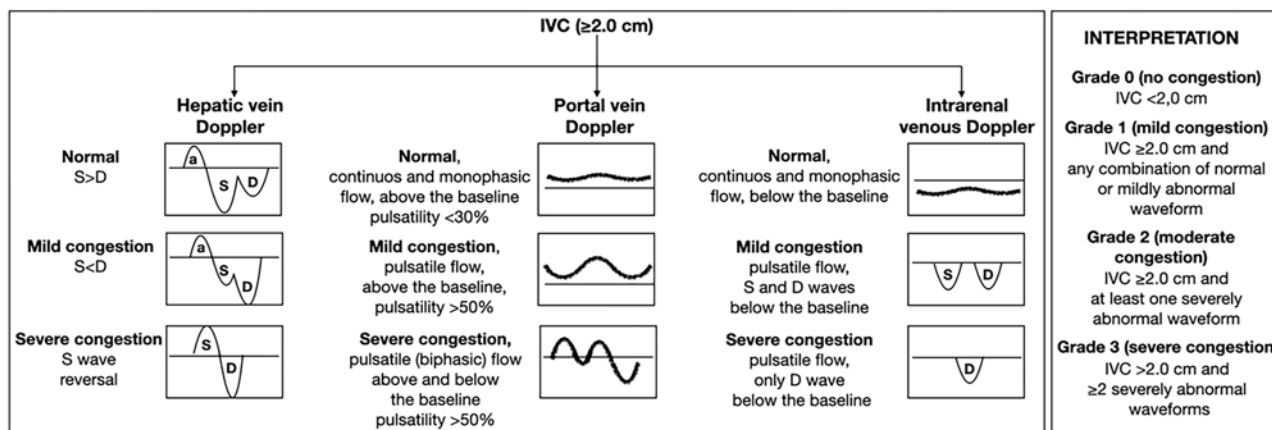 IVC (≥2.0 cm)
Hepatic vein
Doppler
Normal
S>D
a
S
D
Mild congestion
S<D
a
S
D
Severe congestion
S wave
reversal
S
D
Portal vein
Doppler
Normal,
continuos and monophasic
flow, above the baseline
pulsatility <30%
Mild congestion,
pulsatile flow,
above the baseline,
pulsatility >50%
Severe congestion,
pulsatile (biphasic) flow
above and below
the baseline
pulsatility >50%
Intrarenal
venous Doppler
Normal,
continuous and monophasic
flow, below the baseline
Mild congestion
pulsatile flow,
S and D waves
below the baseline
S
D
Severe congestion
pulsatile flow,
only D wave
below the baseline
D
INTERPRETATION
Grade 0 (no congestion)
IVC <2,0 cm
Grade 1 (mild congestion)
IVC ≥2.0 cm and
any combination of normal
or mildly abnormal
waveform
Grade 2 (moderate
congestion)
IVC ≥2.0 cm and
at least one severely
abnormal waveform
Grade 3 (severe congestion
IVC >2.0 cm and
≥2 severely abnormal
waveforms